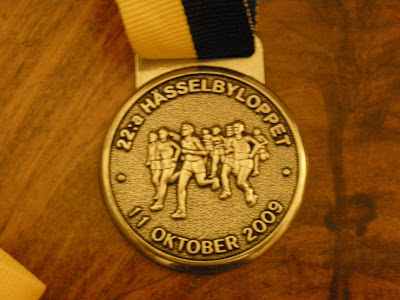 22:a HÄSSELBYLOPPET
11 OKTOBER 2009